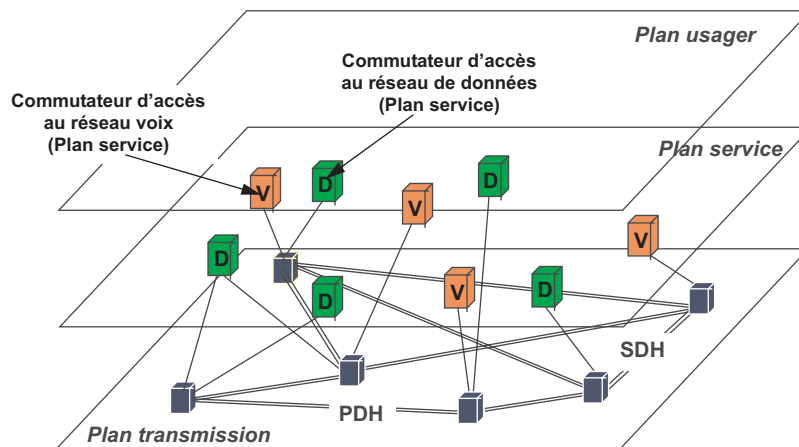 Plan usager
Commutateur d'accès
au réseau de données
(Plan service)
Commutateur d'accès
au réseau voix
(Plan service)
Plan service
V
D
V
D
V
D
D
V
D
SDH
PDH
Plan transmission